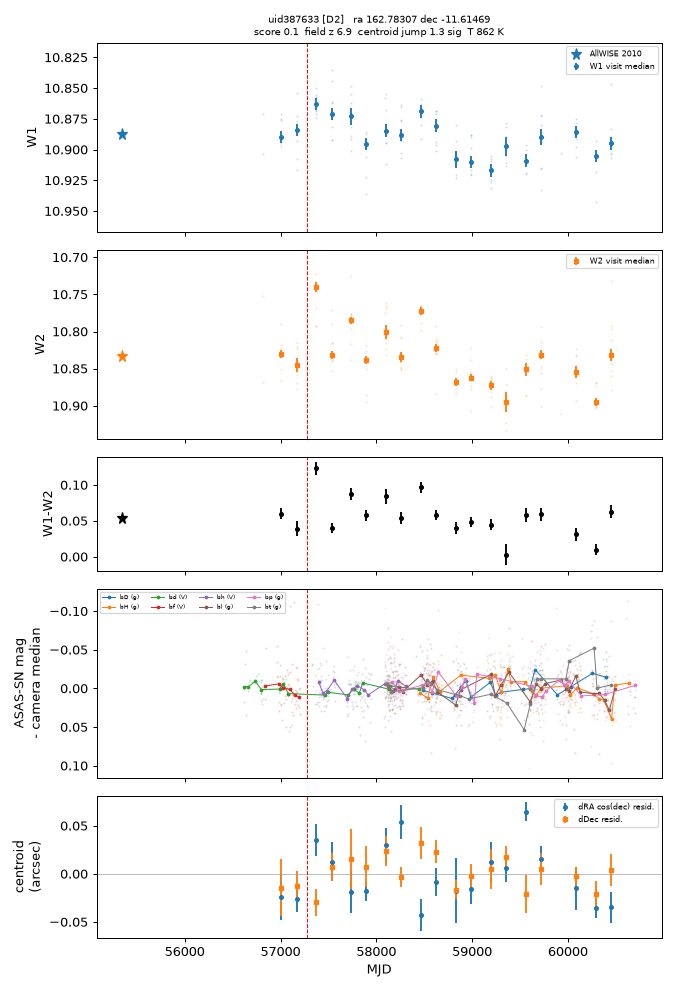 uid387633 [D2]   ra 162.78307 dec -11.61469
score 0.1  field z 6.9  centroid jump 1.3 sig  T 862 K
10.825
10.850
10.875
10.900
10.925
10.950
W1
AllWISE 2010
W1 visit median
10.70
10.75
10.80
10.85
10.90
W2
W2 visit median
0.10
0.05
0.00
W1-W2
−0.10
−0.05
0.00
0.05
0.10
ASAS-SN mag
- camera median
bD (g)
bH (g)
bd (V)
bf (V)
bh (V)
bl (g)
bp (g)
bt (g)
0.05
0.00
−0.05
centroid
(arcsec)
dRA cos(dec) resid.
dDec resid.
56000
57000
58000
59000
60000
MJD